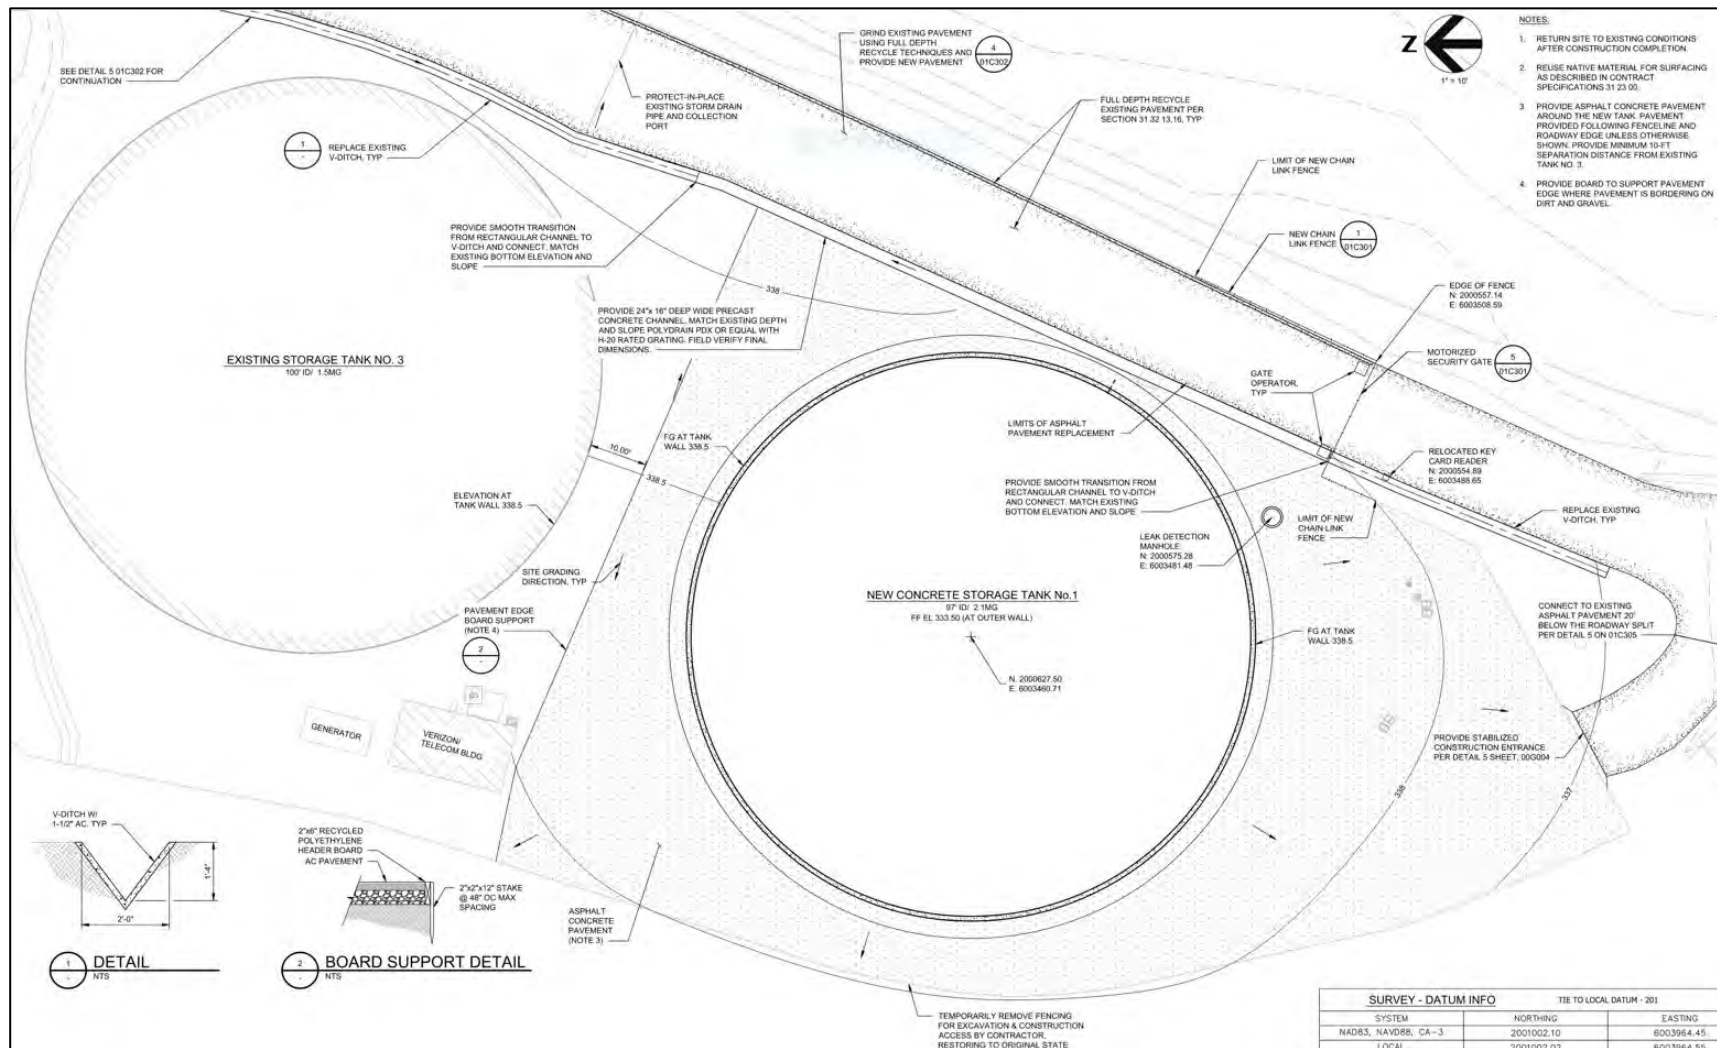 SEE DETAIL 5 01C302 FOR
CONTINUATION
1
-
REPLACE EXISTING
V-DITCH, TYP
PROTECT-IN-PLACE
EXISTING STORM DRAIN
PIPE AND COLLECTION
PORT
GRIND EXISTING PAVEMENT
USING FULL DEPTH
RECYCLE TECHNIQUES AND
PROVIDE NEW PAVEMENT
4
01C302
FULL DEPTH RECYCLE
EXISTING PAVEMENT PER
SECTION 31 32 13.16, TYP
LIMIT OF NEW CHAIN
LINK FENCE
NEW CHAIN
LINK FENCE
1
01C301
Z
1" = 10'
NOTES:
1. RETURN SITE TO EXISTING CONDITIONS
AFTER CONSTRUCTION COMPLETION.
2. REUSE NATIVE MATERIAL FOR SURFACING
AS DESCRIBED IN CONTRACT
SPECIFICATIONS 31 23 00.
3 PROVIDE ASPHALT CONCRETE PAVEMENT
AROUND THE NEW TANK. PAVEMENT
PROVIDED FOLLOWING FENCELINE AND
ROADWAY EDGE UNLESS OTHERWISE
SHOWN. PROVIDE MINIMUM 10-FT
SEPARATION DISTANCE FROM EXISTING
TANK NO. 3.
4. PROVIDE BOARD TO SUPPORT PAVEMENT
EDGE WHERE PAVEMENT IS BORDERING ON
DIRT AND GRAVEL.
PROVIDE SMOOTH TRANSITION
FROM RECTANGULAR CHANNEL TO
V-DITCH AND CONNECT. MATCH
EXISTING BOTTOM ELEVATION AND
SLOPE
338
PROVIDE 24"x 16" DEEP WIDE PRECAST
CONCRETE CHANNEL, MATCH EXISTING DEPTH
AND SLOPE POLYDRAIN PDX OR EQUAL WITH
H-20 RATED GRATING. FIELD VERIFY FINAL
DIMENSIONS.
EXISTING STORAGE TANK NO. 3
100' ID/ 1.5MG
EDGE OF FENCE
N: 2000557.14
E: 6003508.59
MOTORIZED
SECURITY GATE
5
01C301
GATE
OPERATOR,
TYP
LIMITS OF ASPHALT
PAVEMENT REPLACEMENT
FG AT TANK
WALL 338.5
10.00'
338.5
ELEVATION AT
TANK WALL 338.5
RELOCATED KEY
CARD READER
N: 2000554.89
E: 6003488.65
PROVIDE SMOOTH TRANSITION FROM
RECTANGULAR CHANNEL TO V-DITCH
AND CONNECT. MATCH EXISTING
BOTTOM ELEVATION AND SLOPE
LIMIT OF NEW
CHAIN LINK
FENCE
REPLACE EXISTING
V-DITCH, TYP
LEAK DETECTION
MANHOLE
N: 2000575.28
E: 6003481.48
SITE GRADING
DIRECTION, TYP
NEW CONCRETE STORAGE TANK No.1
97' ID/ 2.1MG
FF EL 333.50 (AT OUTER WALL)
N. 2000627.50
E. 6003460.71
PAVEMENT EDGE
BOARD SUPPORT
(NOTE 4)
2
-
FG AT TANK
WALL 338.5
CONNECT TO EXISTING
ASPHALT PAVEMENT 20'
BELOW THE ROADWAY SPLIT
PER DETAIL 5 ON 01C305
GENERATOR
VERIZON/
TELECOM BLDG
PROVIDE STABILIZED
CONSTRUCTION ENTRANCE
PER DETAIL 5 SHEET, 00G004
338
337
V-DITCH W/
1-1/2" AC, TYP
1'-4"
2'-0"
1
-
DETAIL
NTS
2"x6" RECYCLED
POLYETHYLENE
HEADER BOARD
AC PAVEMENT
2"x2"x12" STAKE
@ 48" OC MAX
SPACING
2
-
BOARD SUPPORT DETAIL
NTS
ASPHALT
CONCRETE
PAVEMENT
(NOTE 3)
TEMPORARILY REMOVE FENCING
FOR EXCAVATION & CONSTRUCTION
ACCESS BY CONTRACTOR,
RESTORING TO ORIGINAL STATE
SURVEY - DATUM INFO TIE TO LOCAL DATUM - 201
SYSTEM NORTHING EASTING
NAD83, NAVD88, CA-3 2001002.10 6003964.45
LOCAL 2001002.02 6003964.55